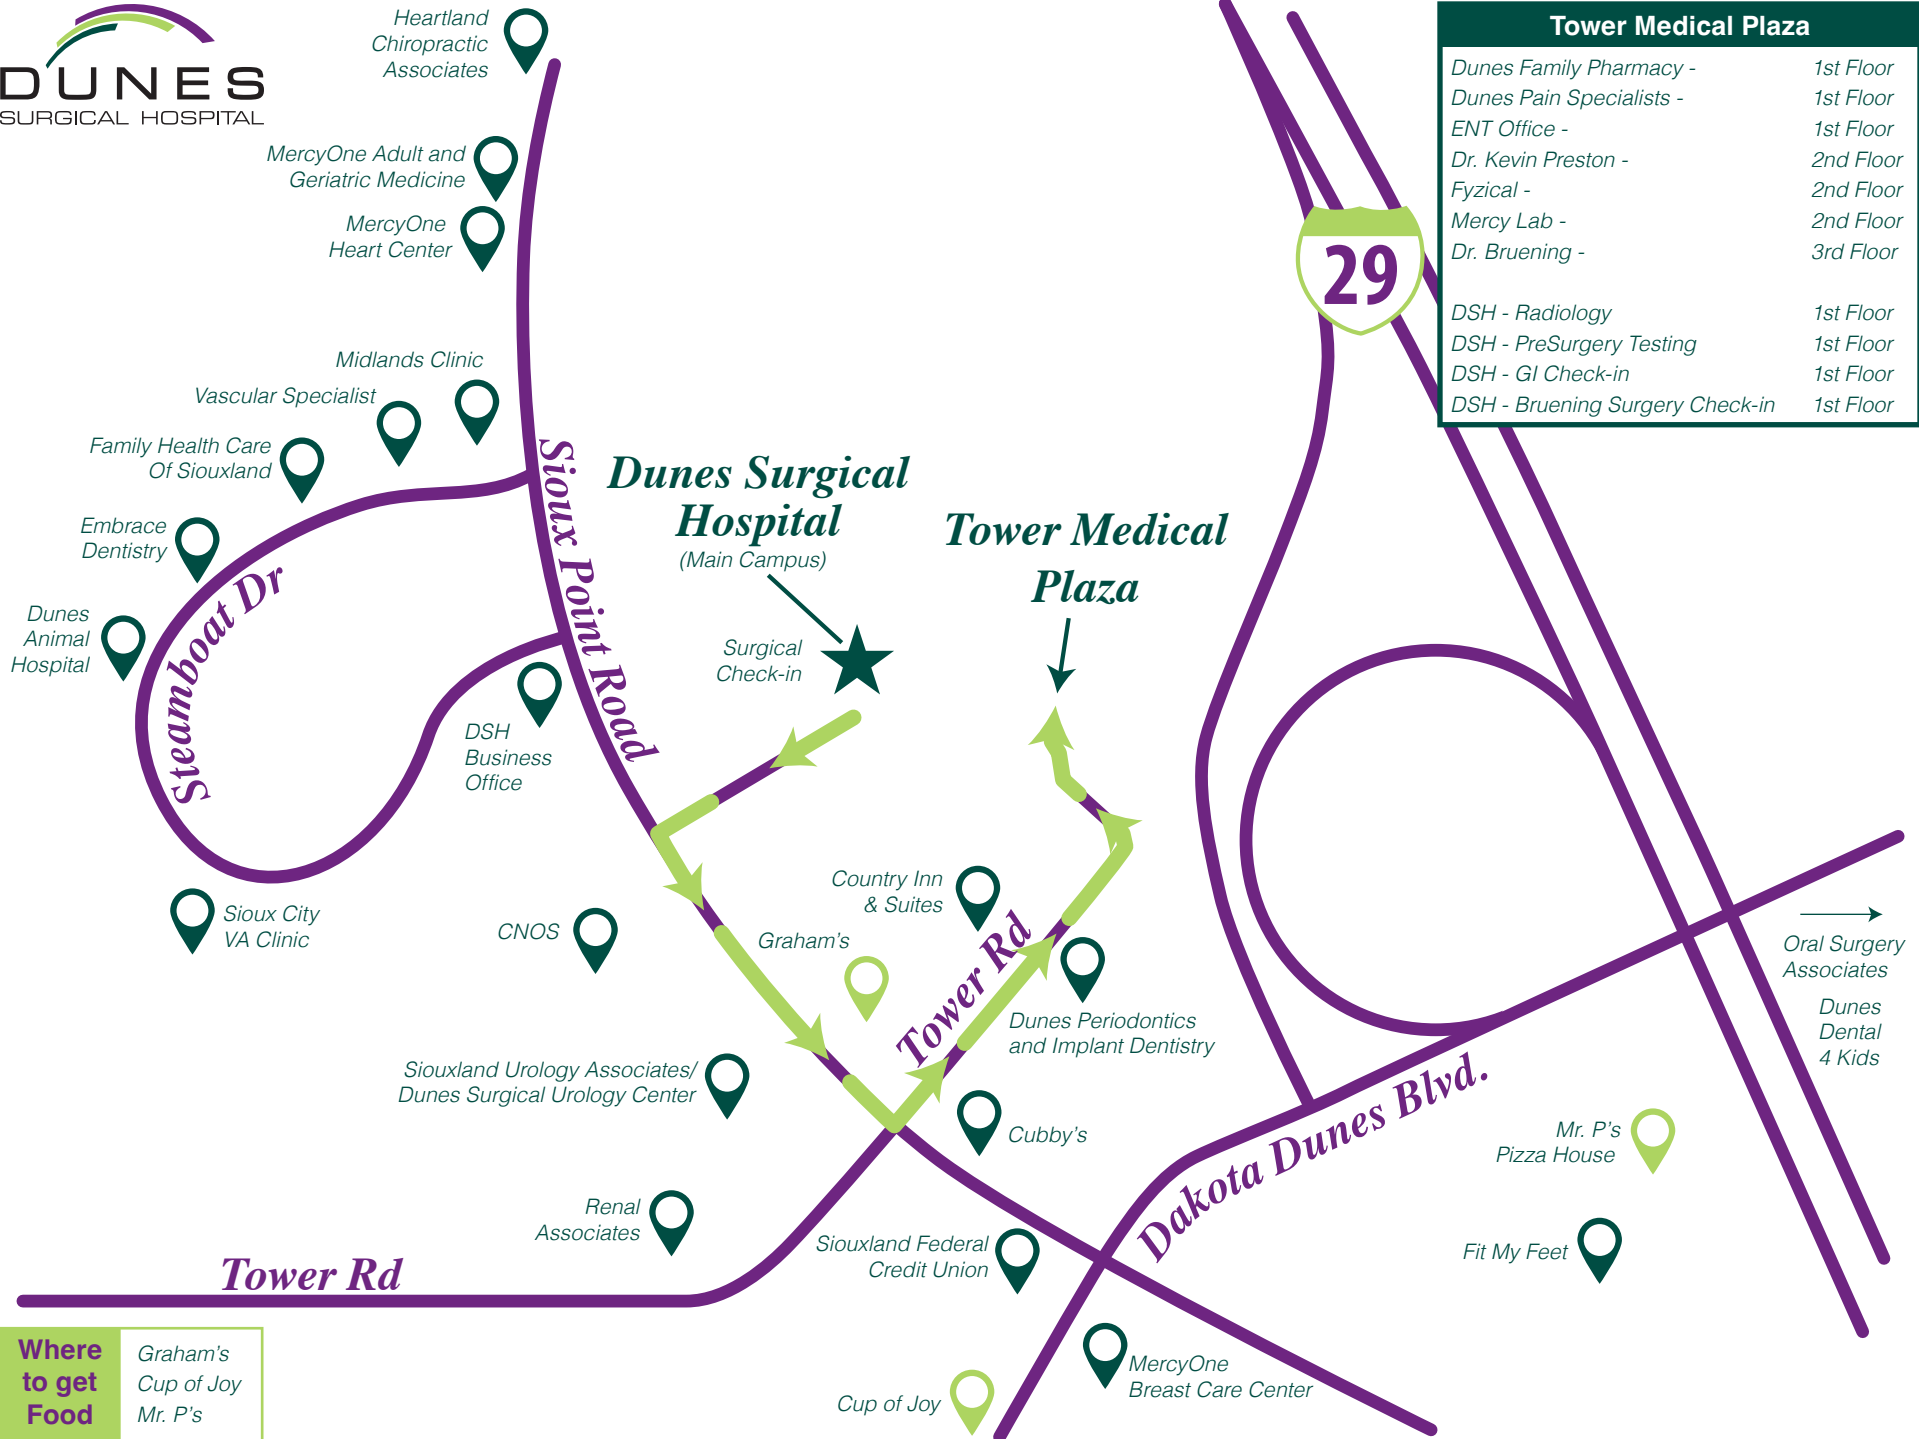 DUNES
SURGICAL HOSPITAL
Heartland
Chiropractic
Associates
MercyOne Adult and
Geriatric Medicine
MercyOne
Heart Center
Midlands Clinic
Vascular Specialist
Family Health Care
Of Siouxland
Embrace
Dentistry
Dunes
Animal
Hospital
Steamboat Dr
Sioux Point Road
DSH
Business
Office
Sioux City
VA Clinic
CNOS
Dunes Surgical
Hospital
(Main Campus)
Surgical
Check-in
Tower Medical
Plaza
29
Tower Medical Plaza
Dunes Family Pharmacy - 1st Floor
Dunes Pain Specialists - 1st Floor
ENT Office - 1st Floor
Dr. Kevin Preston - 2nd Floor
Fyzical - 2nd Floor
Mercy Lab - 2nd Floor
Dr. Bruening - 3rd Floor
DSH - Radiology 1st Floor
DSH - PreSurgery Testing 1st Floor
DSH - GI Check-in 1st Floor
DSH - Bruening Surgery Check-in 1st Floor
Country Inn
& Suites
Graham's
Tower Rd
Dunes Periodontics
and Implant Dentistry
Siouxland Urology Associates/
Dunes Surgical Urology Center
Cubby's
Renal
Associates
Tower Rd
Siouxland Federal
Credit Union
Dakota Dunes Blvd.
Oral Surgery
Associates
Dunes
Dental
4 Kids
Mr. P's
Pizza House
Fit My Feet
MercyOne
Breast Care Center
Cup of Joy
Where
to get
Food
Graham's
Cup of Joy
Mr. P's